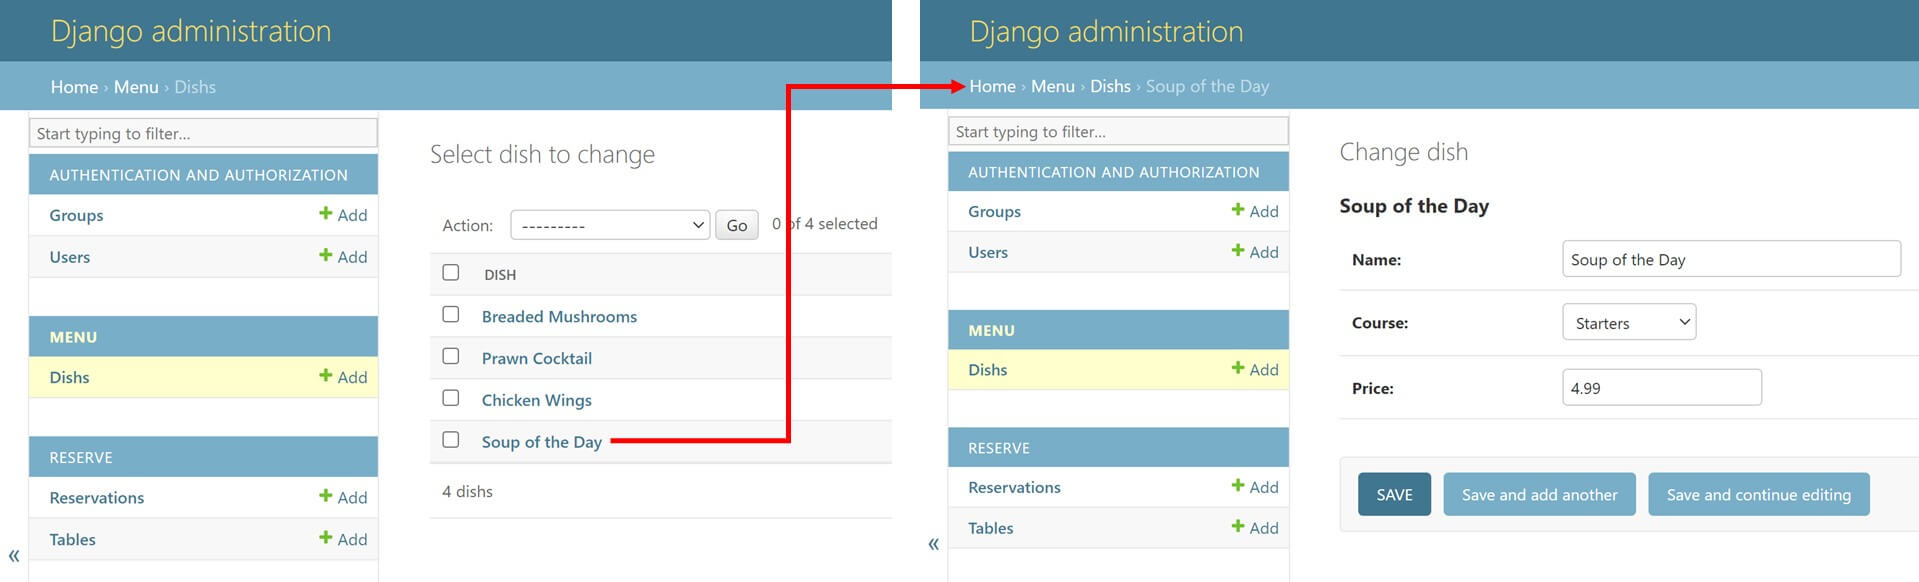 Django administration
Home › Menu › Dishs
Start typing to filter...
AUTHENTICATION AND AUTHORIZATION
Groups + Add
Users + Add
MENU
Dishs + Add
RESERVE
Reservations + Add
Tables + Add
«
Select dish to change
Action: --------- Go 0 of 4 selected
DISH
Breaded Mushrooms
Prawn Cocktail
Chicken Wings
Soup of the Day
4 dishs
Django administration
Home › Menu › Dishs › Soup of the Day
Start typing to filter...
AUTHENTICATION AND AUTHORIZATION
Groups + Add
Users + Add
MENU
Dishs + Add
RESERVE
Reservations + Add
Tables + Add
«
Change dish
Soup of the Day
Name: Soup of the Day
Course: Starters
Price: 4.99
SAVE Save and add another Save and continue editing